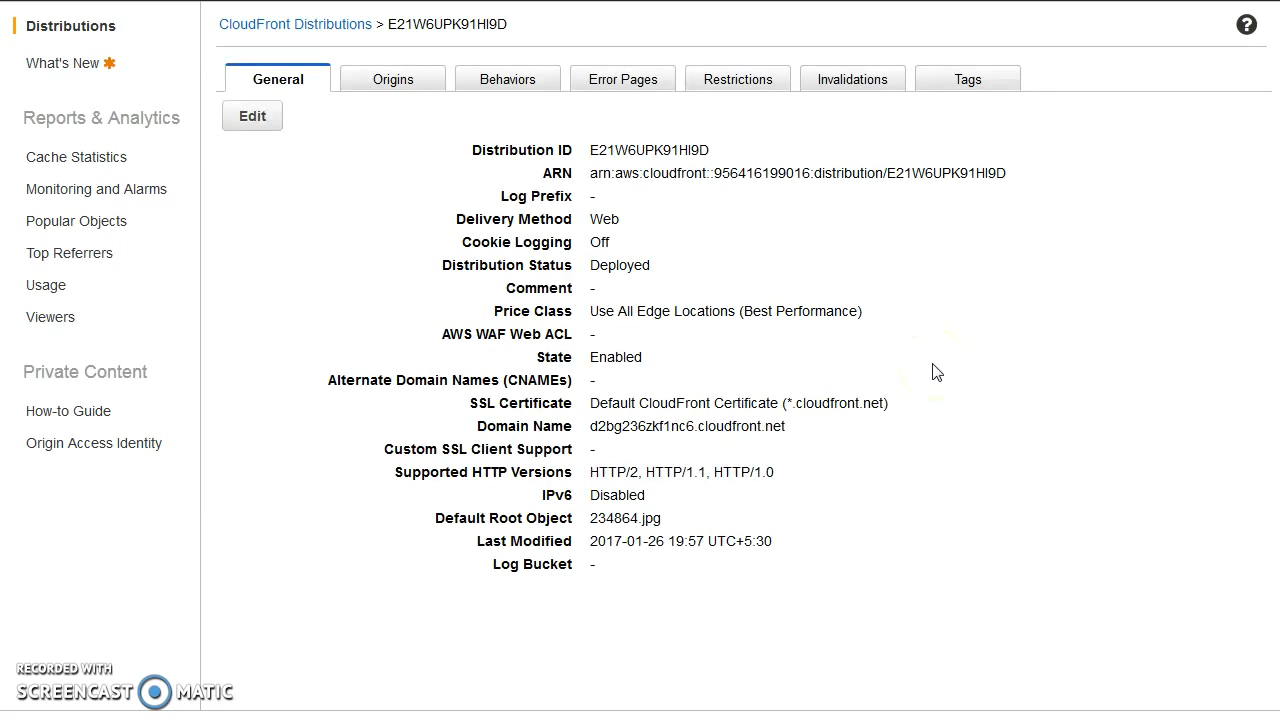 Distributions
What's New
Reports & Analytics
Cache Statistics
Monitoring and Alarms
Popular Objects
Top Referrers
Usage
Viewers
Private Content
How-to Guide
Origin Access Identity
CloudFront Distributions > E21W6UPK91HI9D
?
General
Origins
Behaviors
Error Pages
Restrictions
Invalidations
Tags
Edit
Distribution ID E21W6UPK91HI9D
ARN arn:aws:cloudfront::956416199016:distribution/E21W6UPK91HI9D
Log Prefix -
Delivery Method Web
Cookie Logging Off
Distribution Status Deployed
Comment -
Price Class Use All Edge Locations (Best Performance)
AWS WAF Web ACL -
State Enabled
Alternate Domain Names (CNAMEs) -
SSL Certificate Default CloudFront Certificate (*.cloudfront.net)
Domain Name d2bg236zkf1nc6.cloudfront.net
Custom SSL Client Support -
Supported HTTP Versions HTTP/2, HTTP/1.1, HTTP/1.0
IPv6 Disabled
Default Root Object 234864.jpg
Last Modified 2017-01-26 19:57 UTC+5:30
Log Bucket -
RECORDED WITH
SCREENCAST MATIC